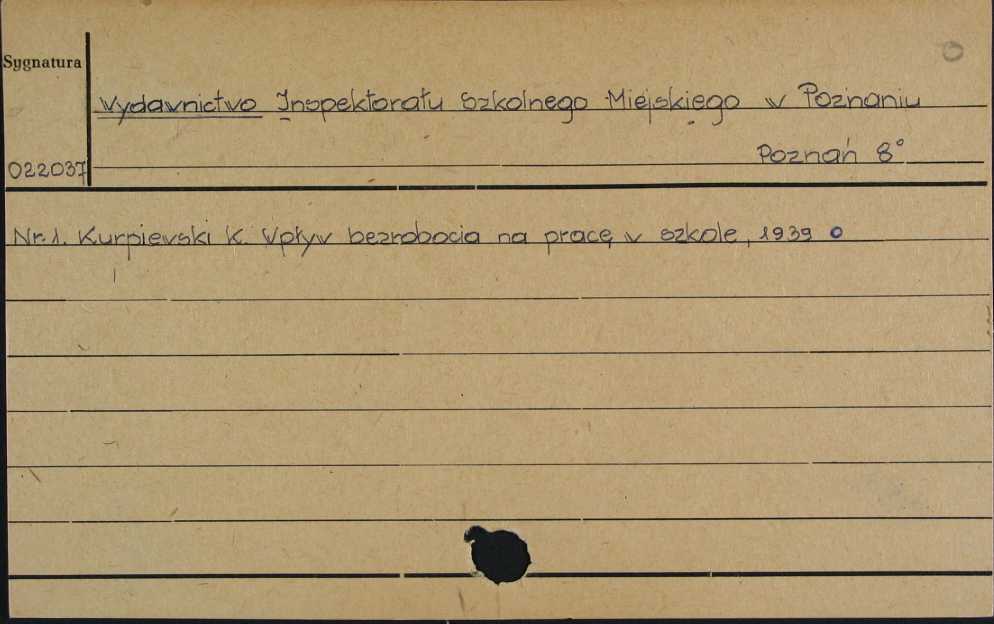 Sygnatura
Wydawnictwo Inspektoratu Szkolnego Miejskiego w Poznaniu
Poznań 8°
022037
Nr.1. Kurpiewski K. Wpływ bezrobocia na pracę w szkole, 1939 o